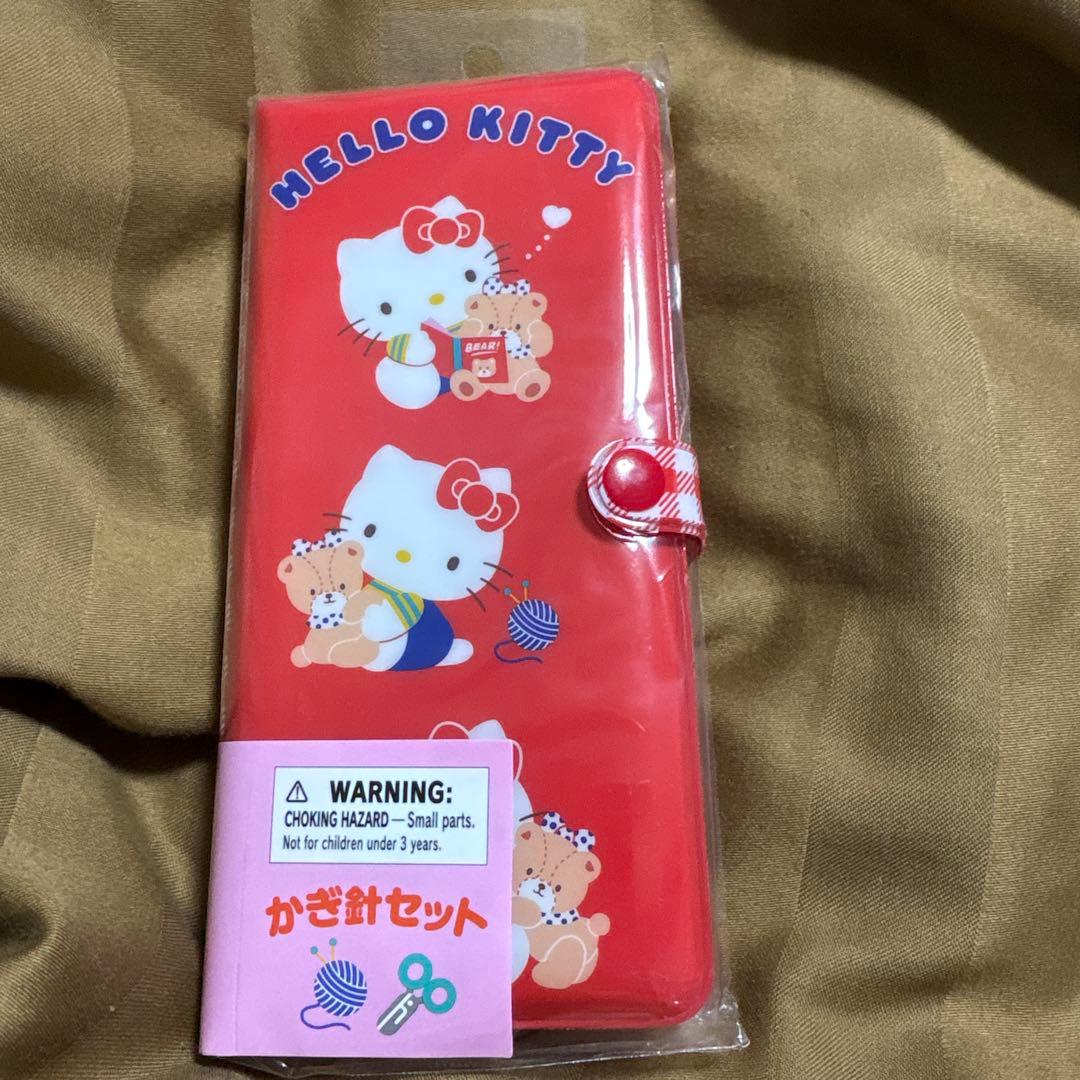 HELLO KITTY
BEAR!
⚠ WARNING:
CHOKING HAZARD — Small parts.
Not for children under 3 years.
かぎ針セット